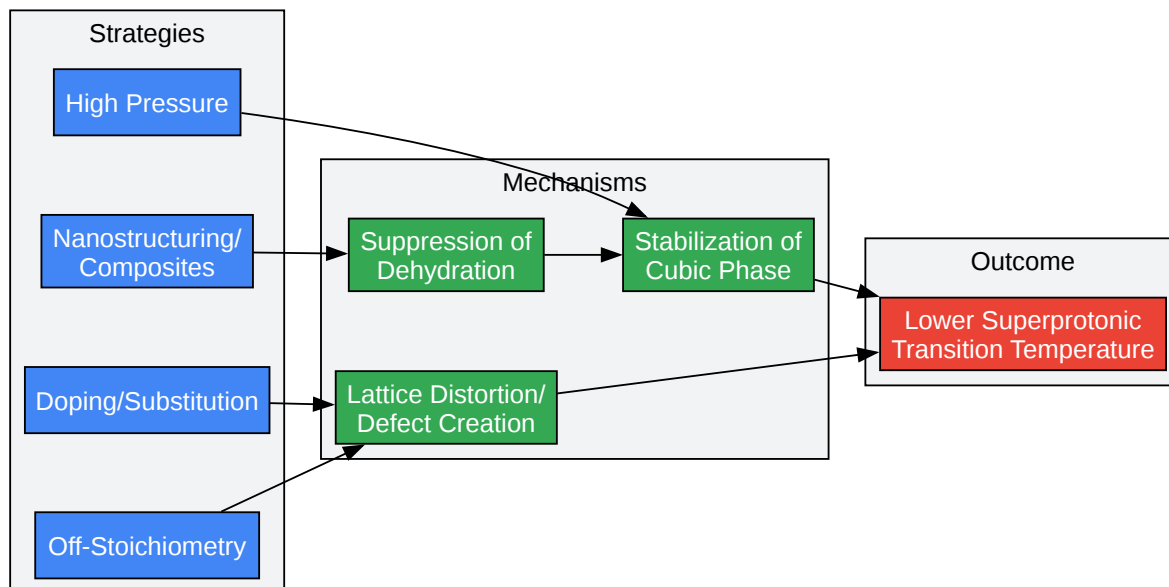 Strategies
High Pressure
Nanostructuring/
Composites
Doping/Substitution
Off-Stoichiometry
Mechanisms
Suppression of
Dehydration
Stabilization of
Cubic Phase
Lattice Distortion/
Defect Creation
Outcome
Lower Superprotonic
Transition Temperature